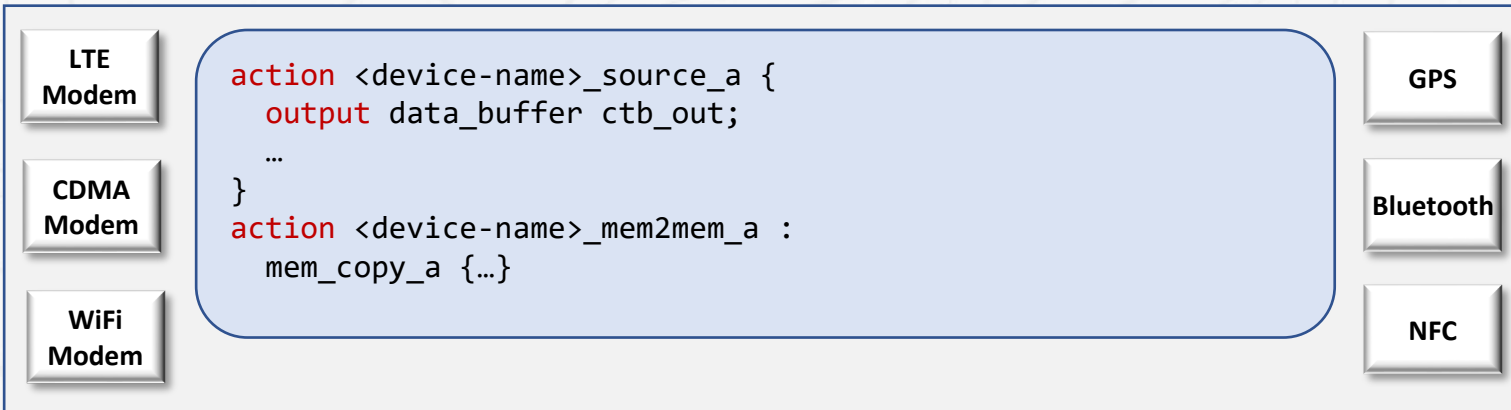 LTE
Modem
CDMA
Modem
WiFi
Modem
action <device-name>_source_a {
  output data_buffer ctb_out;
  …
}
action <device-name>_mem2mem_a :
  mem_copy_a {…}
GPS
Bluetooth
NFC